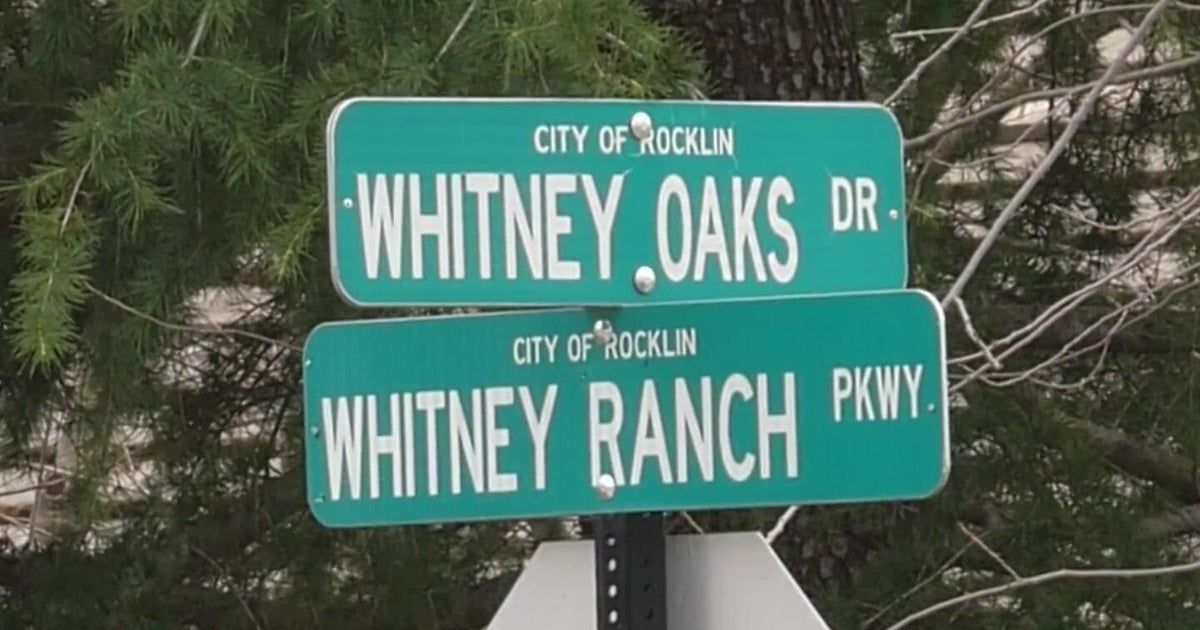 CITY OF ROCKLIN
WHITNEY OAKS DR
CITY OF ROCKLIN
WHITNEY RANCH PKWY